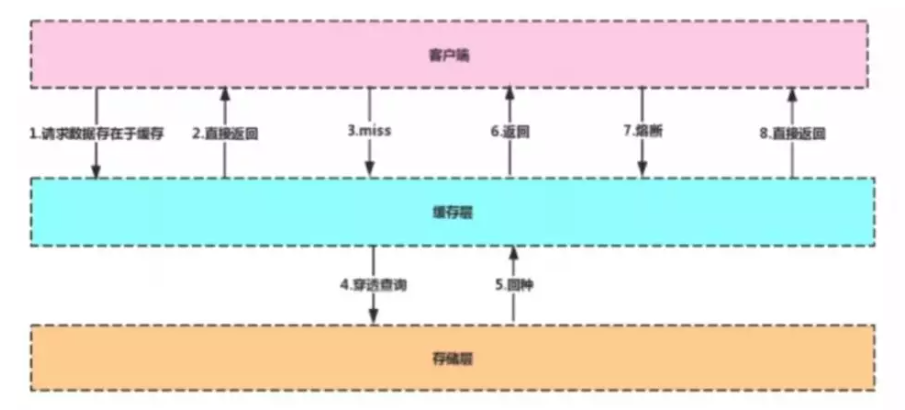 客户端
1.请求数据存在于缓存
2.直接返回
3.miss
6.返回
7.熔断
8.直接返回
缓存层
4.穿透查询
5.回种
存储层